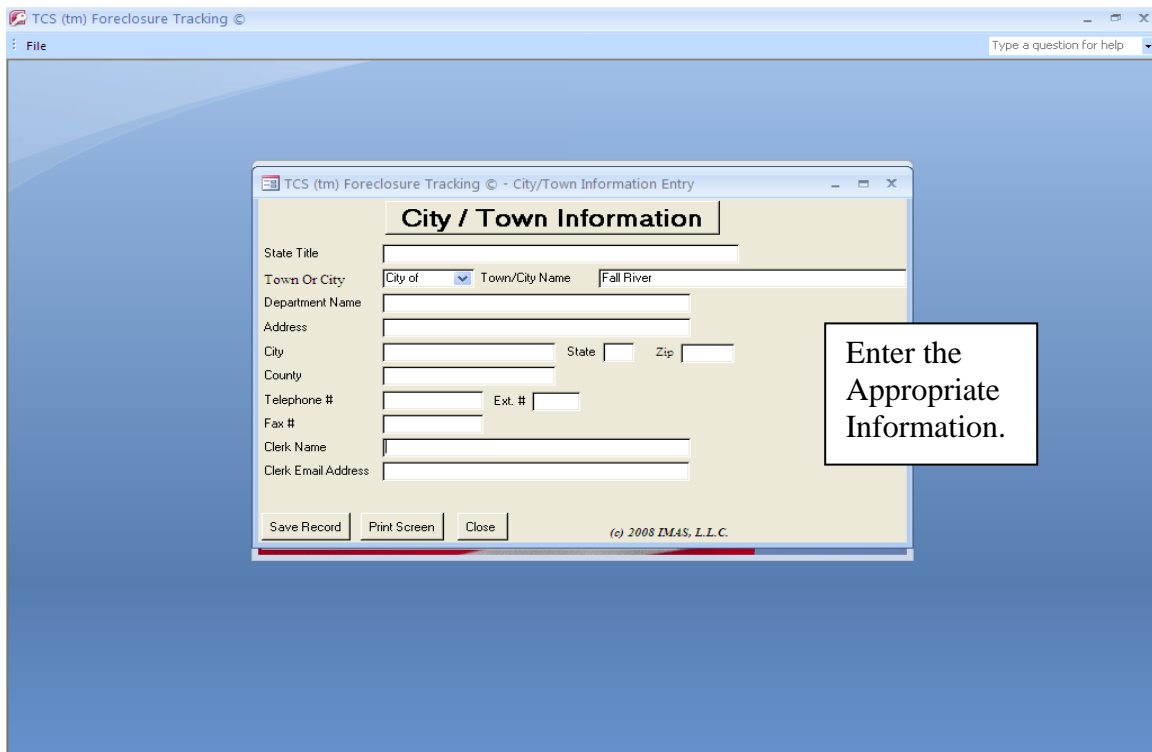 TCS (tm) Foreclosure Tracking ©
File
Type a question for help
TCS (tm) Foreclosure Tracking © - City/Town Information Entry
City / Town Information
State Title
Town Or City City of Town/City Name Fall River
Department Name
Address
City State Zip
County
Telephone # Ext. #
Fax #
Clerk Name
Clerk Email Address
Save Record Print Screen Close (c) 2008 IMAS, L.L.C.
Enter the
Appropriate
Information.